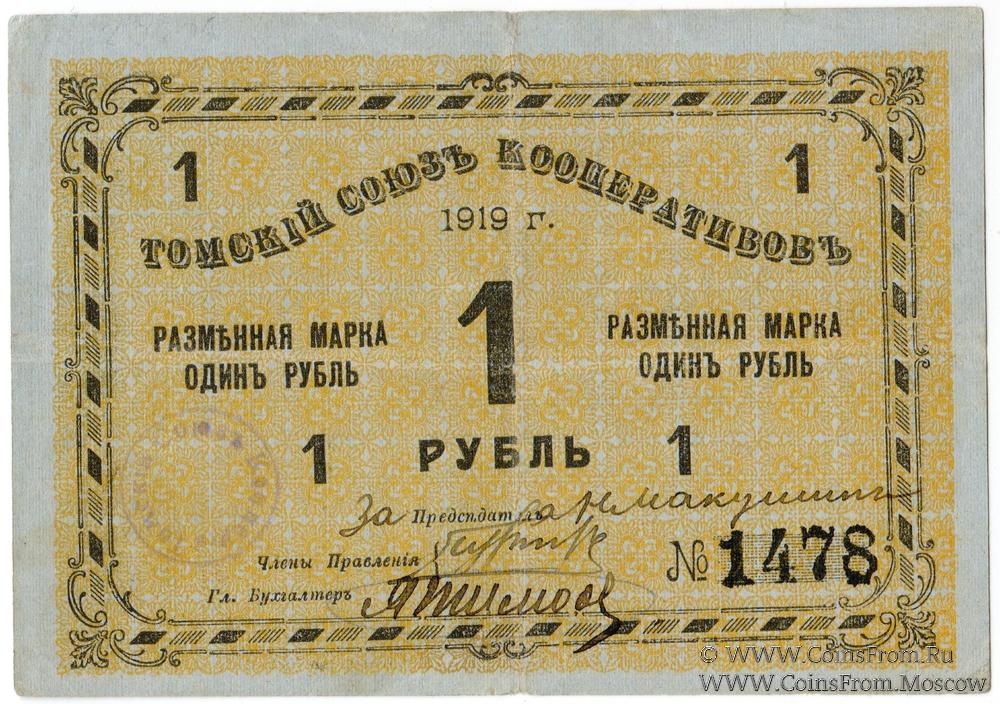 1 1
ТОМСКІЙ СОЮЗЪ КООПЕРАТИВОВЪ
1919 г.
РАЗМѢННАЯ МАРКА
ОДИНЪ РУБЛЬ
1
РАЗМѢННАЯ МАРКА
ОДИНЪ РУБЛЬ
1 РУБЛЬ 1
За Предсѣдатель
Члены Правленія
Гл. Бухгалтеръ
№ 1478
© WWW.CoinsFrom.Ru
WWW.CoinsFrom.Moscow